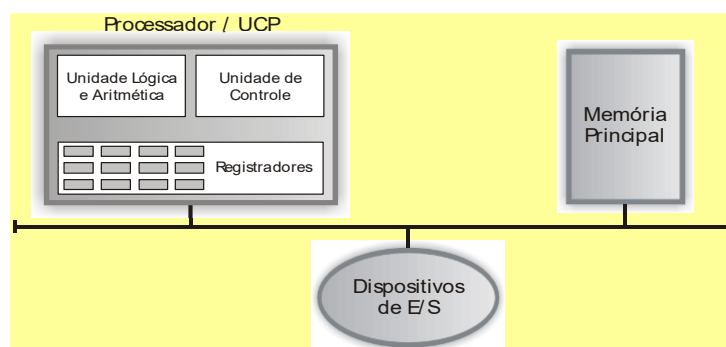 Processador / UCP
Unidade Lógica
e Aritmética
Unidade de
Controle
Registradores
Memória
Principal
Dispositivos
de E/S